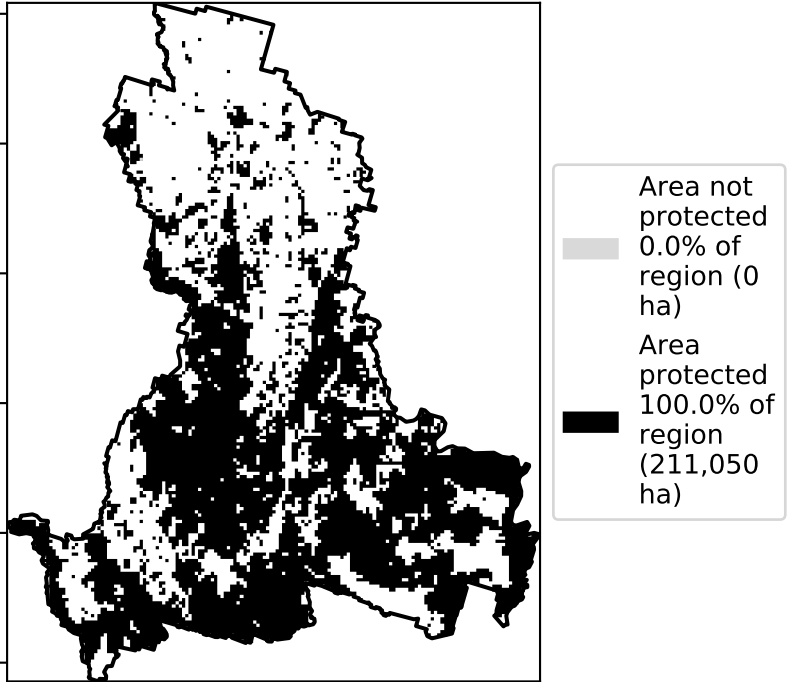 Area not
protected
0.0% of
region (0
ha)
Area
protected
100.0% of
region
(211,050
ha)